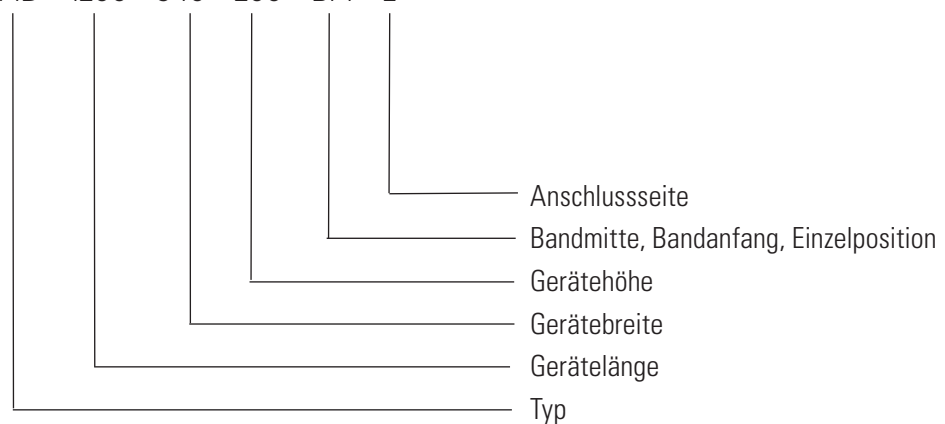 Anschlussseite
Bandmitte, Bandanfang, Einzelposition
Gerätehöhe
Gerätebreite
Gerätelänge
Typ